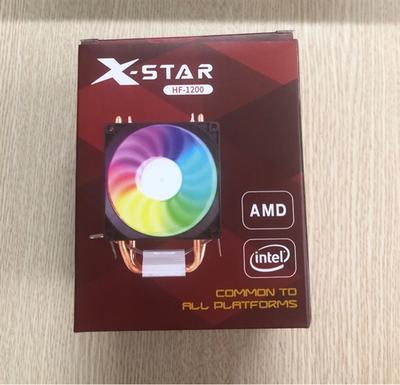 X-STAR
HF-1200
AMD
intel
COMMON TO
ALL PLATFORMS